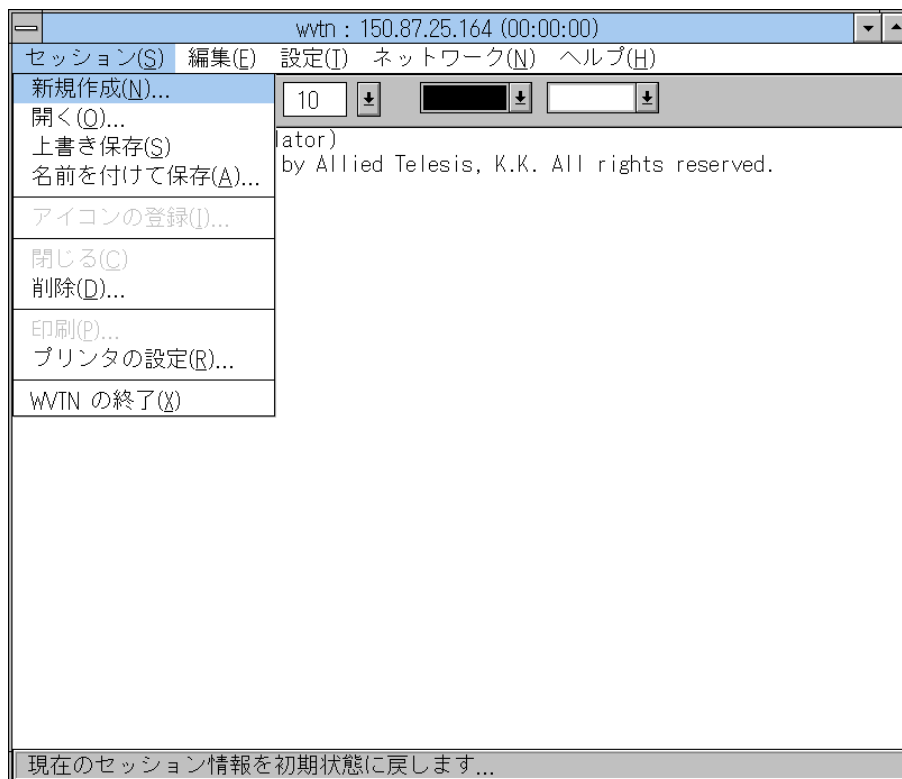 wvtn : 150.87.25.164 (00:00:00)
セッション(S) 編集(E) 設定(T) ネットワーク(N) ヘルプ(H)
新規作成(N)...
10
開く(O)...
上書き保存(S)
lator)
名前を付けて保存(A)...
by Allied Telesis, K.K. All rights reserved.
アイコンの登録(I)...
閉じる(C)
削除(D)...
印刷(P)...
プリンタの設定(R)...
WVTN の終了(X)
現在のセッション情報を初期状態に戻します...